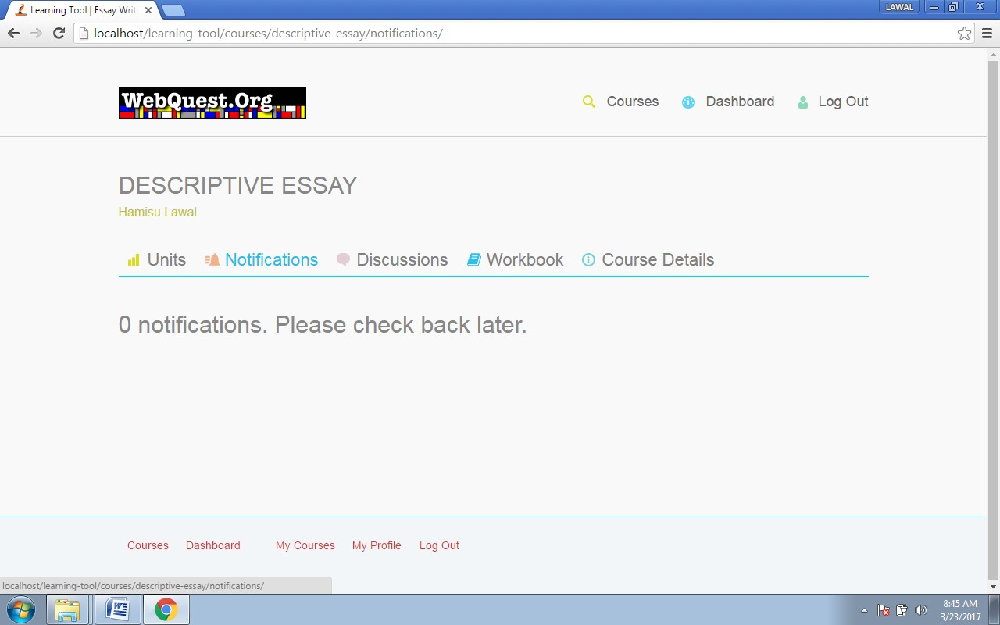 Learning Tool | Essay Writ
LAWAL
localhost/learning-tool/courses/descriptive-essay/notifications/
WebQuest.Org
Courses
Dashboard
Log Out
DESCRIPTIVE ESSAY
Hamisu Lawal
Units
Notifications
Discussions
Workbook
Course Details
0 notifications. Please check back later.
Courses
Dashboard
My Courses
My Profile
Log Out
localhost/learning-tool/courses/descriptive-essay/notifications/
8:45 AM
3/23/2017